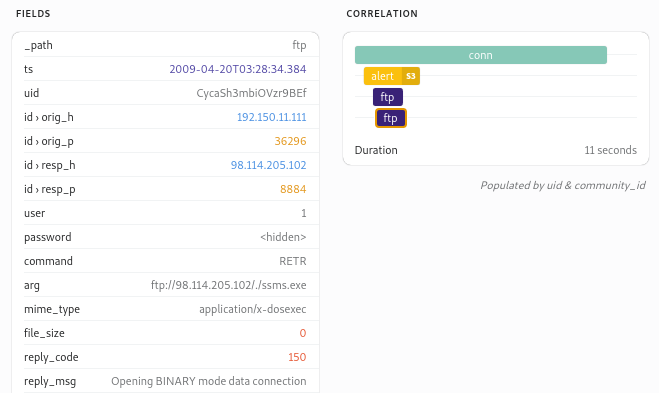 FIELDS
_path ftp
ts 2009-04-20T03:28:34.384
uid CycaSh3mbiOVzr9BEf
id › orig_h 192.150.11.111
id › orig_p 36296
id › resp_h 98.114.205.102
id › resp_p 8884
user 1
password <hidden>
command RETR
arg ftp://98.114.205.102/./ssms.exe
mime_type application/x-dosexec
file_size 0
reply_code 150
reply_msg Opening BINARY mode data connection
CORRELATION
conn
alert S3
ftp
ftp
Duration 11 seconds
Populated by uid & community_id